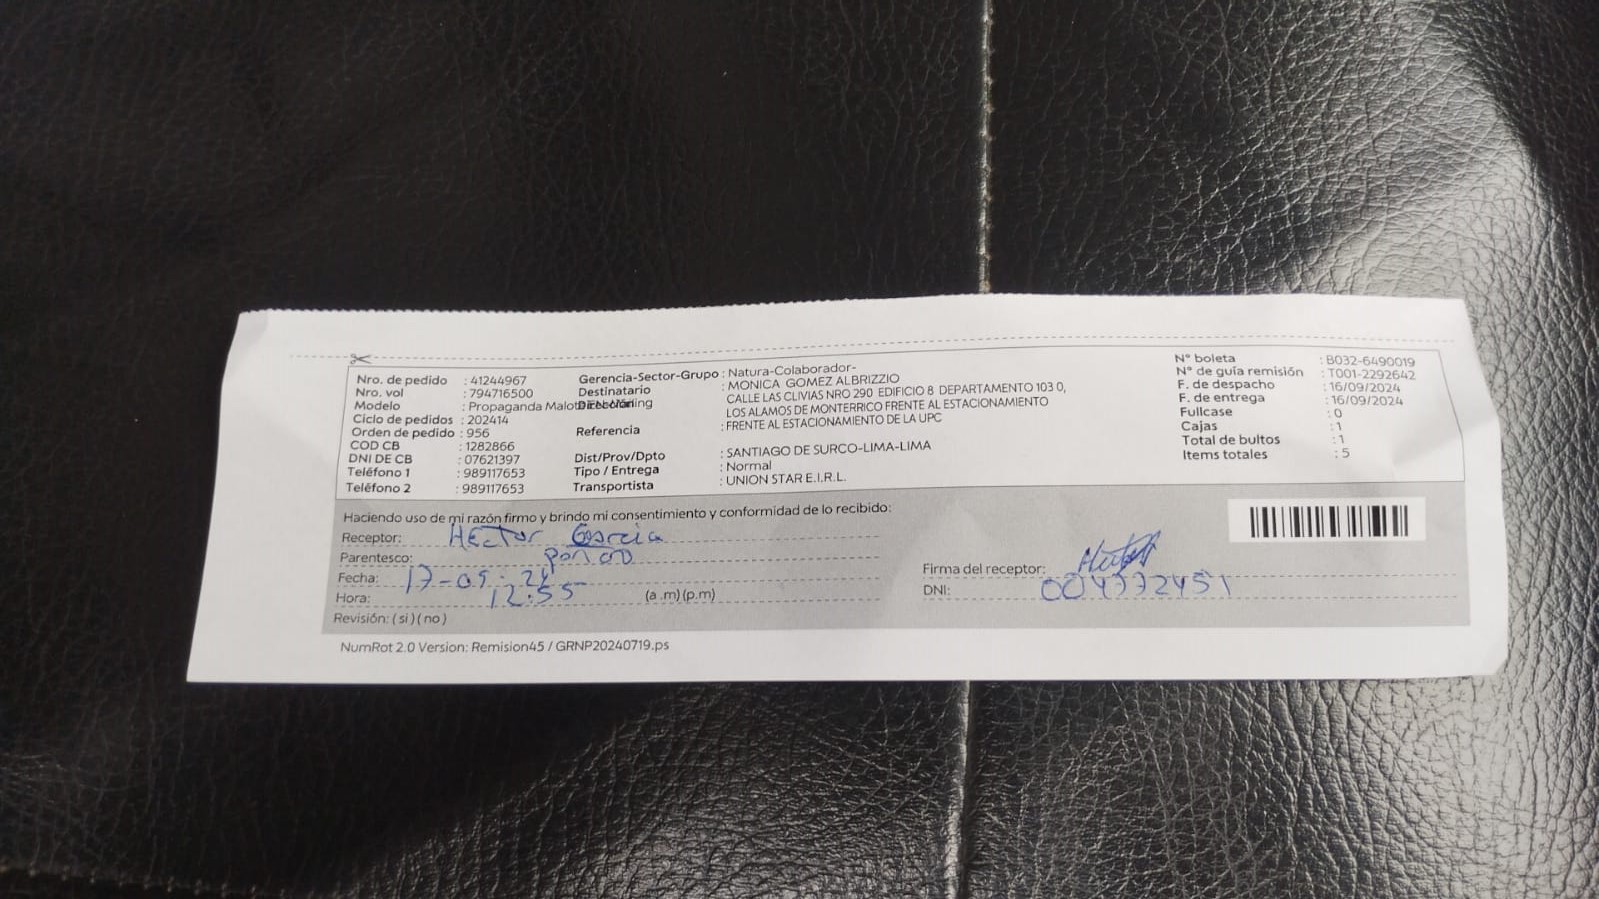 Nro. de pedido : 41244967
Nro. vol : 794716500
Modelo : Propaganda
Ciclo de pedidos : 202414
Orden de pedido : 956
COD CB : 1282866
DNI DE CB : 07621397
Teléfono 1 : 989117653
Teléfono 2 : 989117653
Gerencia-Sector-Grupo : Natura-Colaborador-
Destinatario : MONICA GOMEZ ALBRIZZIO
Dirección : CALLE LAS CLIVIAS NRO 290 EDIFICIO 8 DEPARTAMENTO 103 0,
LOS ALAMOS DE MONTERRICO FRENTE AL ESTACIONAMIENTO
Referencia : FRENTE AL ESTACIONAMIENTO DE LA UPC
Dist/Prov/Dpto : SANTIAGO DE SURCO-LIMA-LIMA
Tipo / Entrega : Normal
Transportista : UNION STAR E.I.R.L.
N° boleta : B032-6490019
N° de guía remisión : T001-2292642
F. de despacho : 16/09/2024
F. de entrega : 16/09/2024
Fullcase : 0
Cajas : 1
Total de bultos : 1
Items totales : 5
Haciendo uso de mi razón firmo y brindo mi consentimiento y conformidad de lo recibido:
Receptor: Hector Garcia
Parentesco:
Fecha: 17-09-24
Hora: 12:55 (a .m) (p.m)
Revisión: ( si ) ( no )
Firma del receptor:
DNI:
NumRot 2.0 Version: Remision45 / GRNP20240719.ps